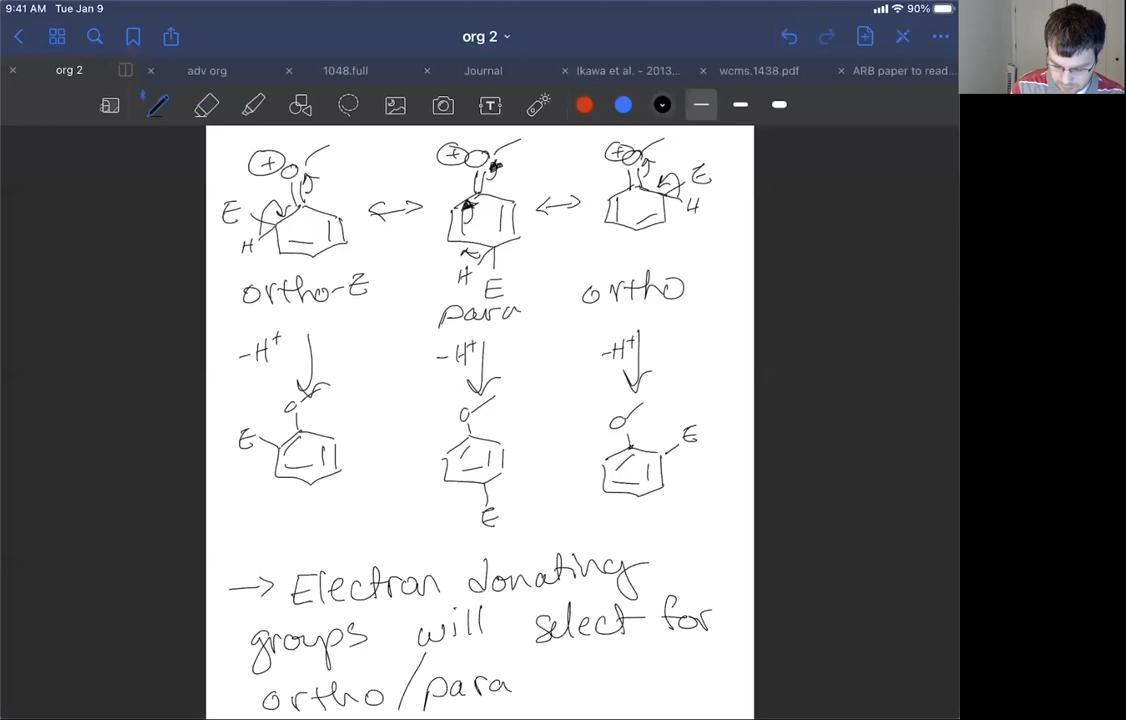 9:41 AM Tue Jan 9
90%
org 2
org 2
adv org
1048.full
Journal
Ikawa et al. - 2013...
wcms.1438.pdf
ARB paper to read...
T
+ O
+ O
+ O
E
E
H
H
H
E
ortho-E
para
ortho
-H+
-H+
-H+
O
O
O
E
E
E
→ Electron donating
groups will select for
ortho/para